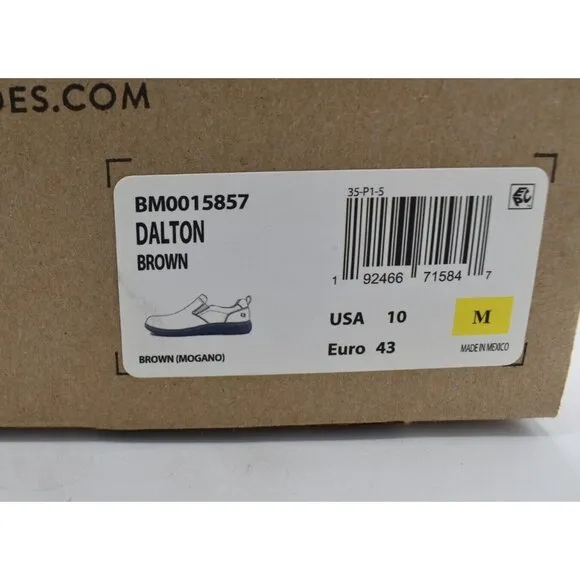 OES.COM
BM0015857
DALTON
BROWN
BROWN (MOGANO)
35-P1-5
1 92466 71584 7
USA 10 M
Euro 43 MADE IN MEXICO